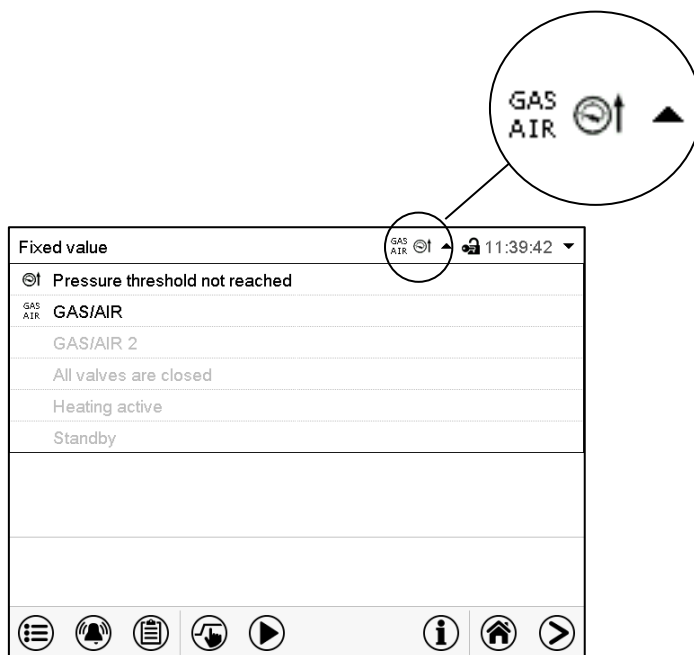 GAS
AIR
Fixed value GAS AIR 11:39:42
Pressure threshold not reached
GAS AIR GAS/AIR
GAS/AIR 2
All valves are closed
Heating active
Standby